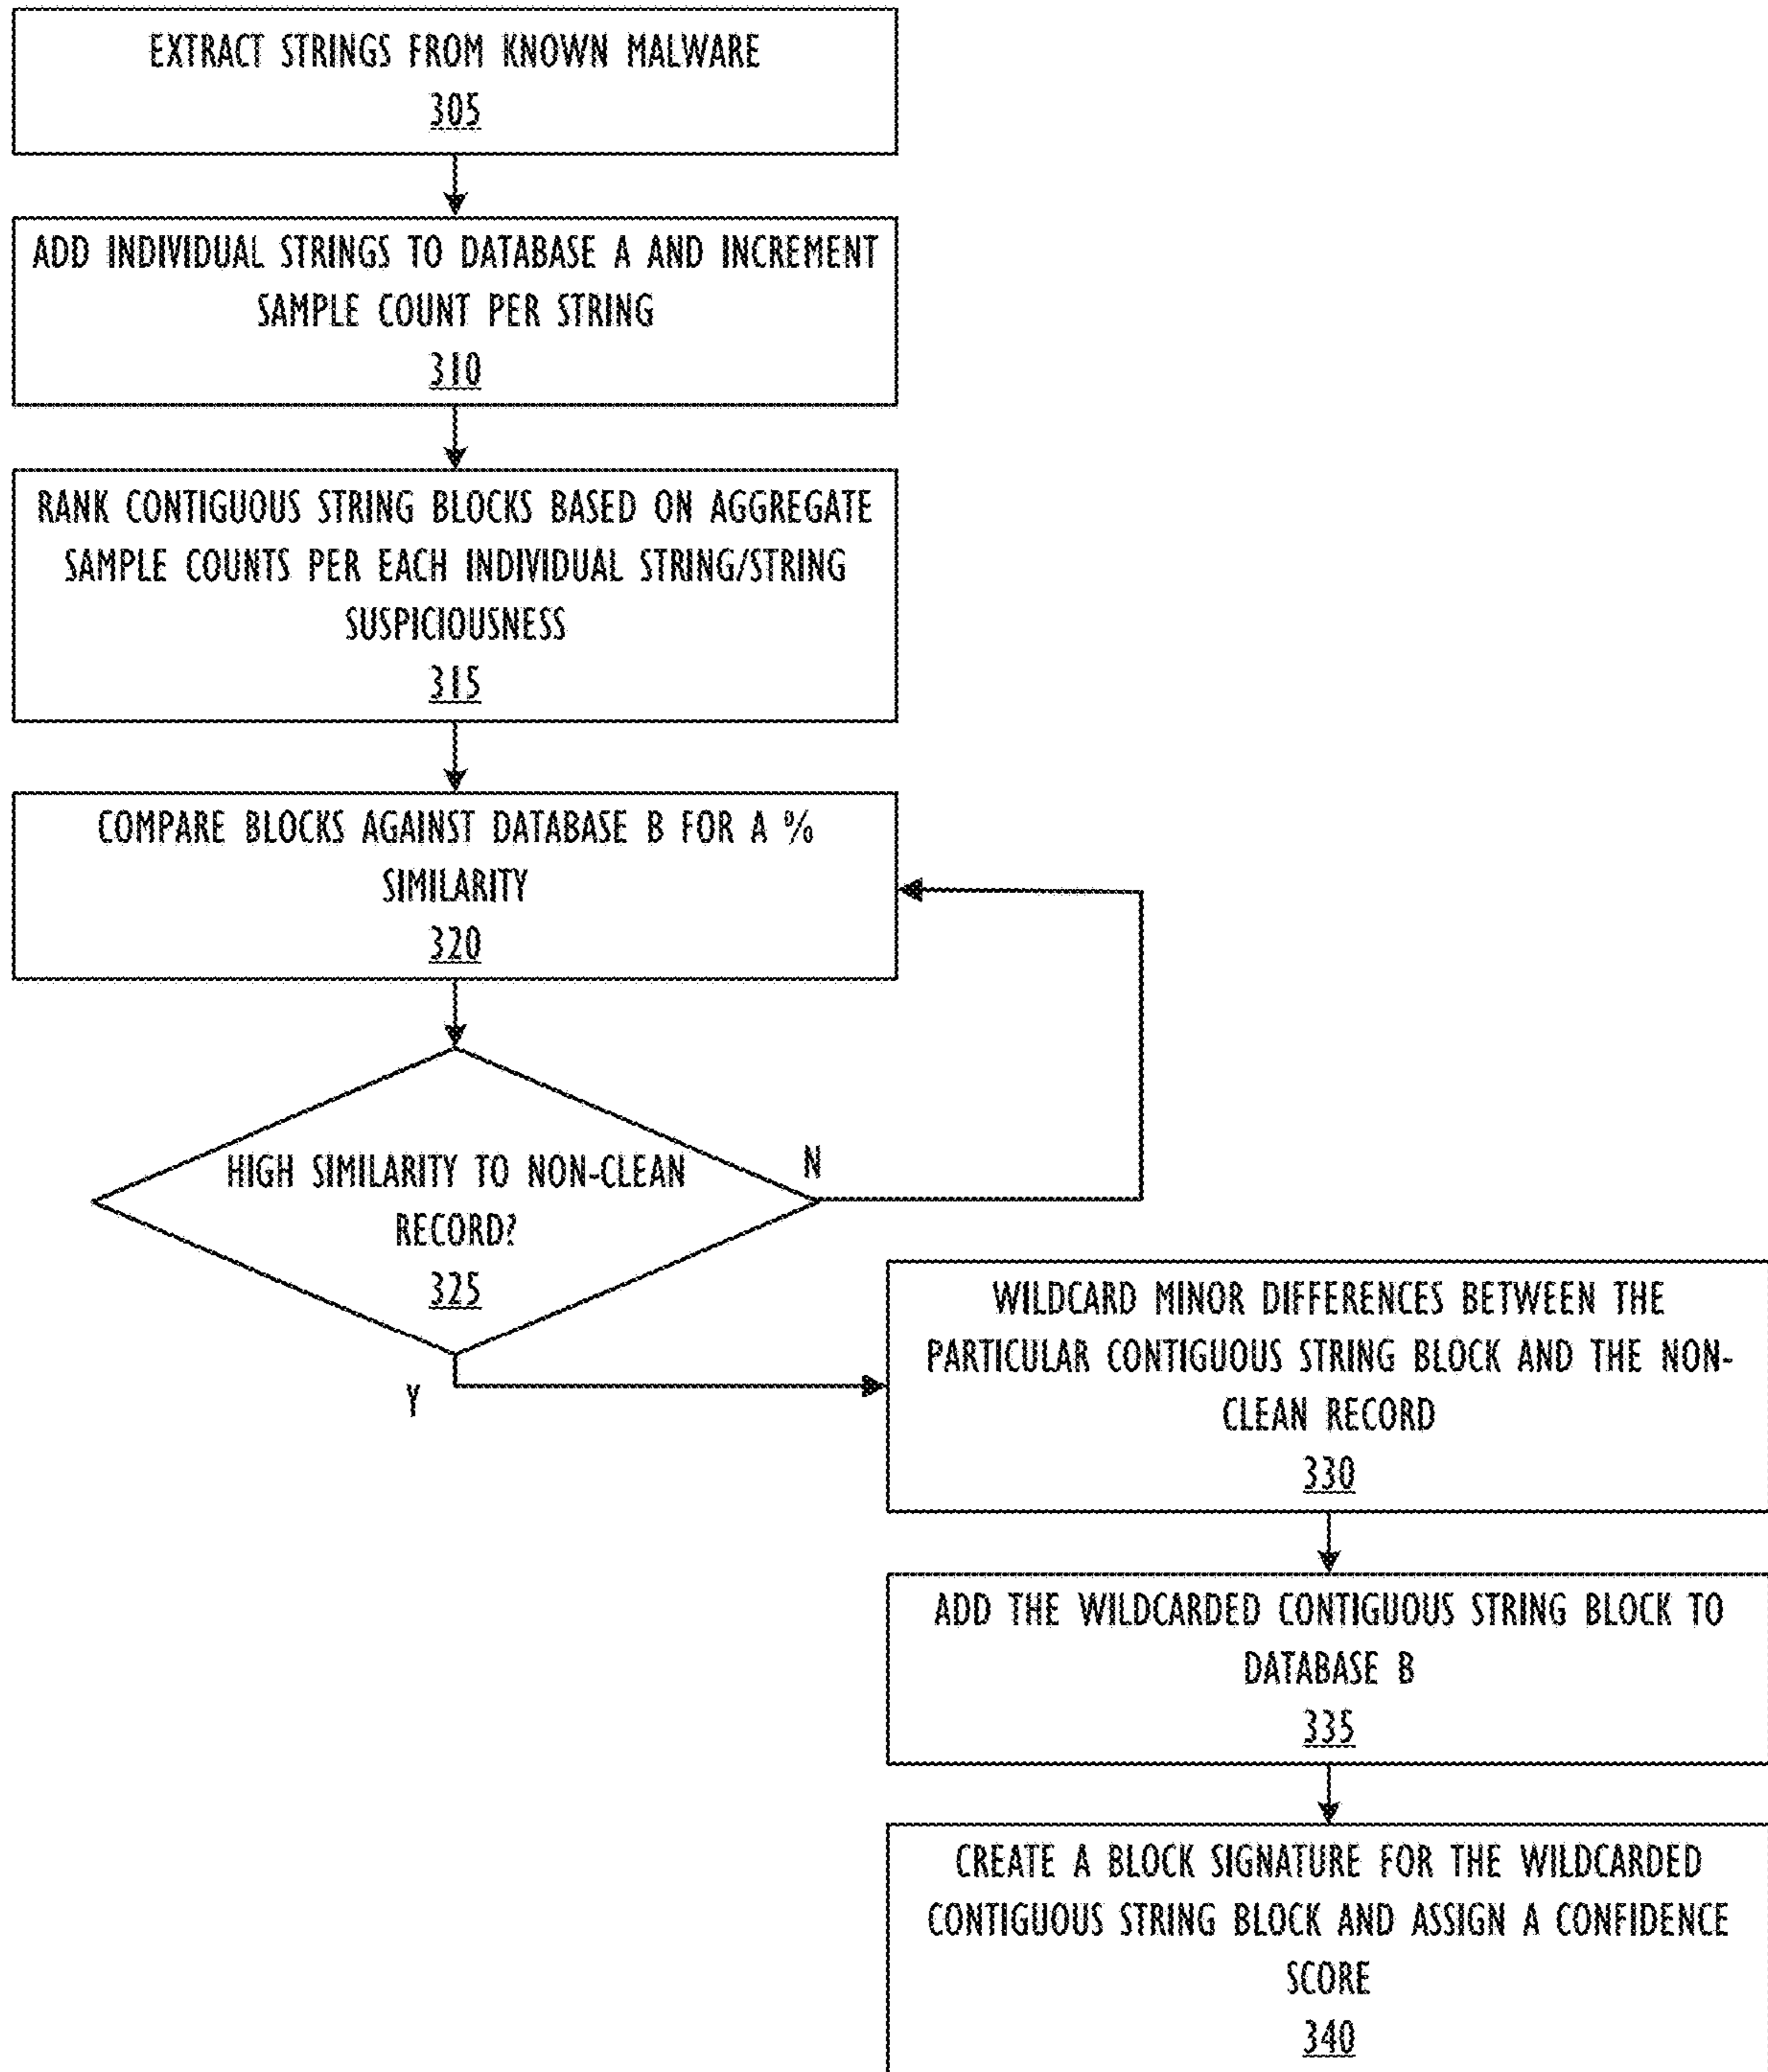 EXTRACT STRINGS FROM KNOWN MALWARE
305
ADD INDIVIDUAL STRINGS TO DATABASE A AND INCREMENT
SAMPLE COUNT PER STRING
310
RANK CONTIGUOUS STRING BLOCKS BASED ON AGGREGATE
SAMPLE COUNTS PER EACH INDIVIDUAL STRING/STRING
SUSPICIOUSNESS
315
COMPARE BLOCKS AGAINST DATABASE B FOR A %
SIMILARITY
320
HIGH SIMILARITY TO NON-CLEAN
RECORD?
325
N
Y
WILDCARD MINOR DIFFERENCES BETWEEN THE
PARTICULAR CONTIGUOUS STRING BLOCK AND THE NON-
CLEAN RECORD
330
ADD THE WILDCARDED CONTIGUOUS STRING BLOCK TO
DATABASE B
335
CREATE A BLOCK SIGNATURE FOR THE WILDCARDED
CONTIGUOUS STRING BLOCK AND ASSIGN A CONFIDENCE
SCORE
340